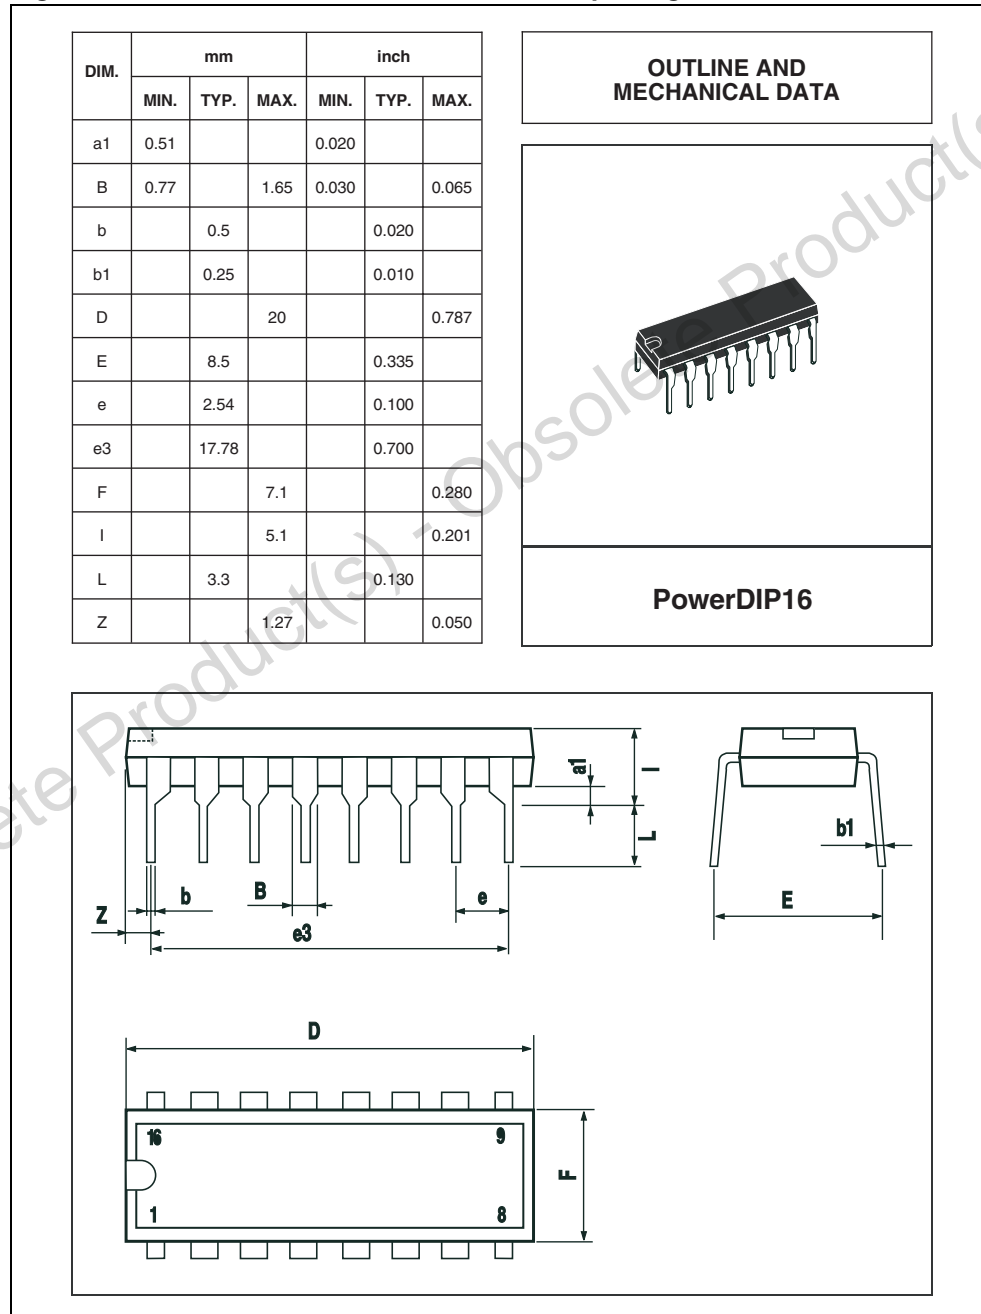 DIM. mm inch
MIN. TYP. MAX. MIN. TYP. MAX.
a1 0.51 0.020
B 0.77 1.65 0.030 0.065
b 0.5 0.020
b1 0.25 0.010
D 20 0.787
E 8.5 0.335
e 2.54 0.100
e3 17.78 0.700
F 7.1 0.280
I 5.1 0.201
L 3.3 0.130
Z 1.27 0.050
OUTLINE AND
MECHANICAL DATA
PowerDIP16
a1
I
L
b1
Z
b
B
e
e3
E
D
16
9
F
1
8
ete Product(s) - Obsolete Product(s